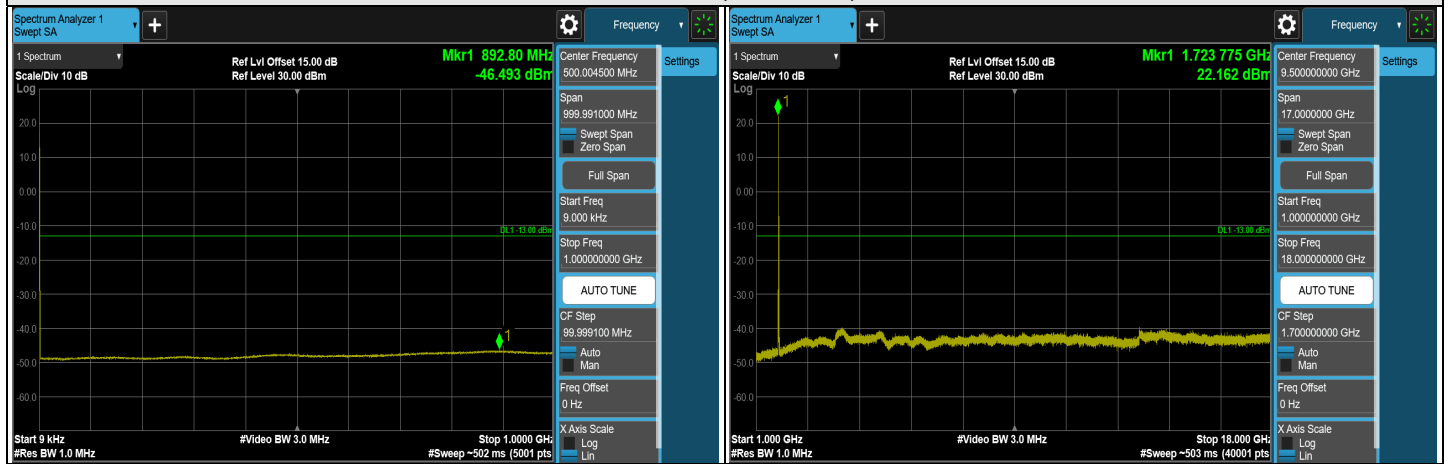 Spectrum Analyzer 1
Swept SA
+
Frequency
1 Spectrum
Scale/Div 10 dB
Log
Ref Lvl Offset 15.00 dB
Ref Level 30.00 dBm
Mkr1 892.80 MHz
-46.493 dBm
1
20.0
10.0
0.00
-10.0
-20.0
-30.0
-40.0
-50.0
-60.0
DL1 -13.00 dBm
Start 9 kHz
#Res BW 1.0 MHz
#Video BW 3.0 MHz
Stop 1.0000 GHz
#Sweep ~502 ms (5001 pts
Center Frequency
500.004500 MHz
Settings
Span
999.991000 MHz
Swept Span
Zero Span
Full Span
Start Freq
9.000 kHz
Stop Freq
1.000000000 GHz
AUTO TUNE
CF Step
99.999100 MHz
Auto
Man
Freq Offset
0 Hz
X Axis Scale
Log
Lin
Spectrum Analyzer 1
Swept SA
+
Frequency
1 Spectrum
Scale/Div 10 dB
Log
Ref Lvl Offset 15.00 dB
Ref Level 30.00 dBm
Mkr1 1.723 775 GHz
22.162 dBm
1
20.0
10.0
0.00
-10.0
-20.0
-30.0
-40.0
-50.0
-60.0
DL1 -13.00 dBm
Start 1.000 GHz
#Res BW 1.0 MHz
#Video BW 3.0 MHz
Stop 18.000 GHz
#Sweep ~503 ms (40001 pts
Center Frequency
9.500000000 GHz
Settings
Span
17.0000000 GHz
Swept Span
Zero Span
Full Span
Start Freq
1.000000000 GHz
Stop Freq
18.000000000 GHz
AUTO TUNE
CF Step
1.700000000 GHz
Auto
Man
Freq Offset
0 Hz
X Axis Scale
Log
Lin